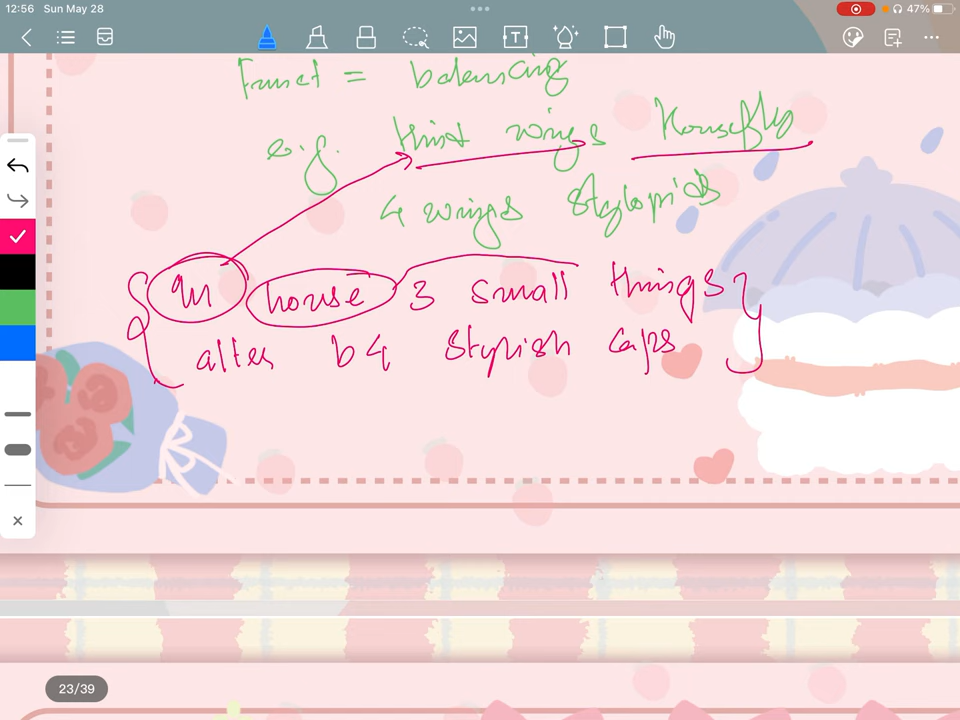 12:56 Sun May 28
47%
Funct = balancing
e.g. hind wings Housefly
4 wings stylopids
{ In house 3 small things }
alter b4 stylish caps
23/39